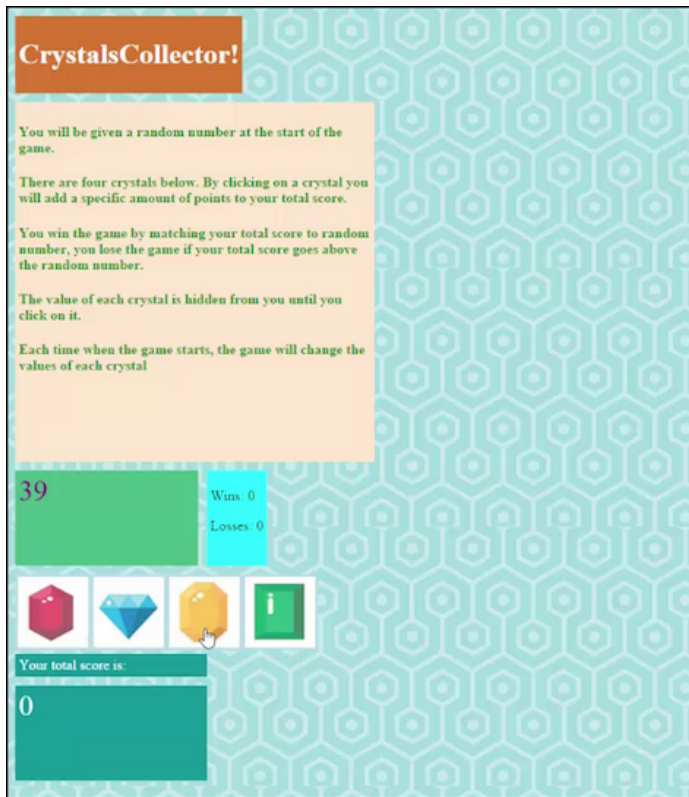 CrystalsCollector!
You will be given a random number at the start of the
game.
There are four crystals below. By clicking on a crystal you
will add a specific amount of points to your total score.
You win the game by matching your total score to random
number, you lose the game if your total score goes above
the random number.
The value of each crystal is hidden from you until you
click on it.
Each time when the game starts, the game will change the
values of each crystal
39
Wins: 0
Losses: 0
Your total score is:
0